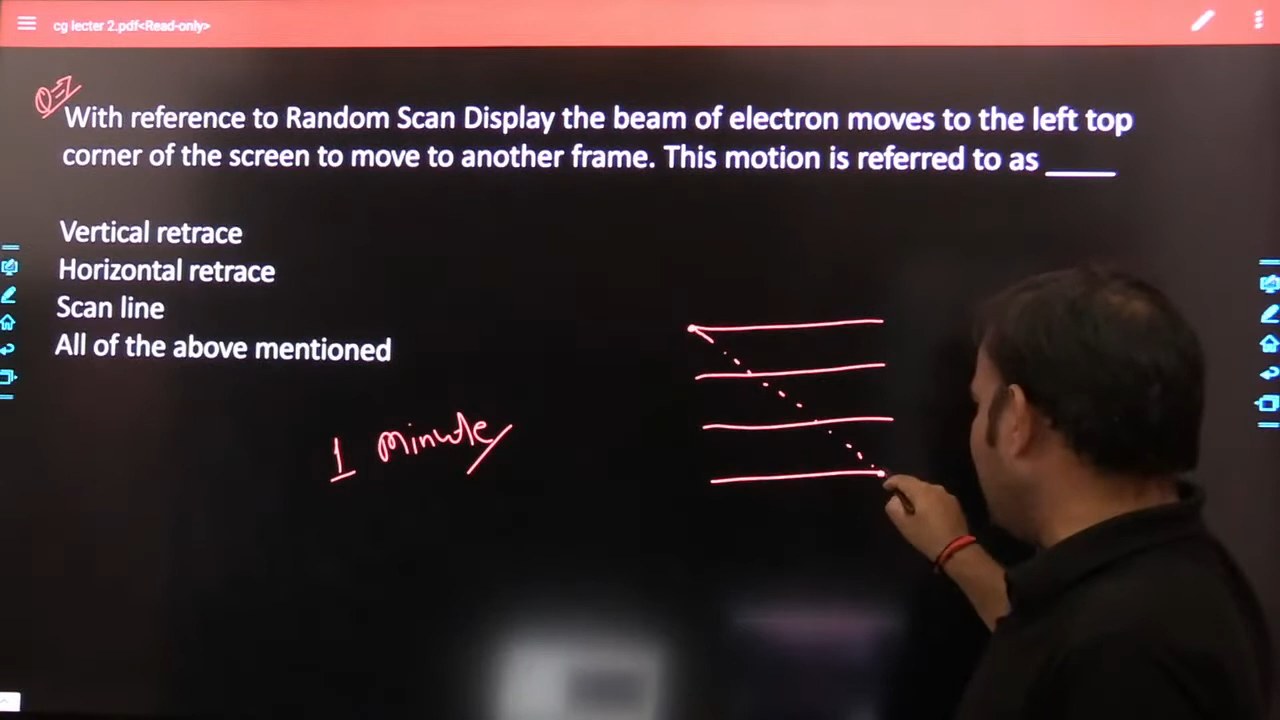 cg lecter 2.pdf<Read-only>
Q=1
With reference to Random Scan Display the beam of electron moves to the left top
corner of the screen to move to another frame. This motion is referred to as _____
Vertical retrace
Horizontal retrace
Scan line
All of the above mentioned
1 minute